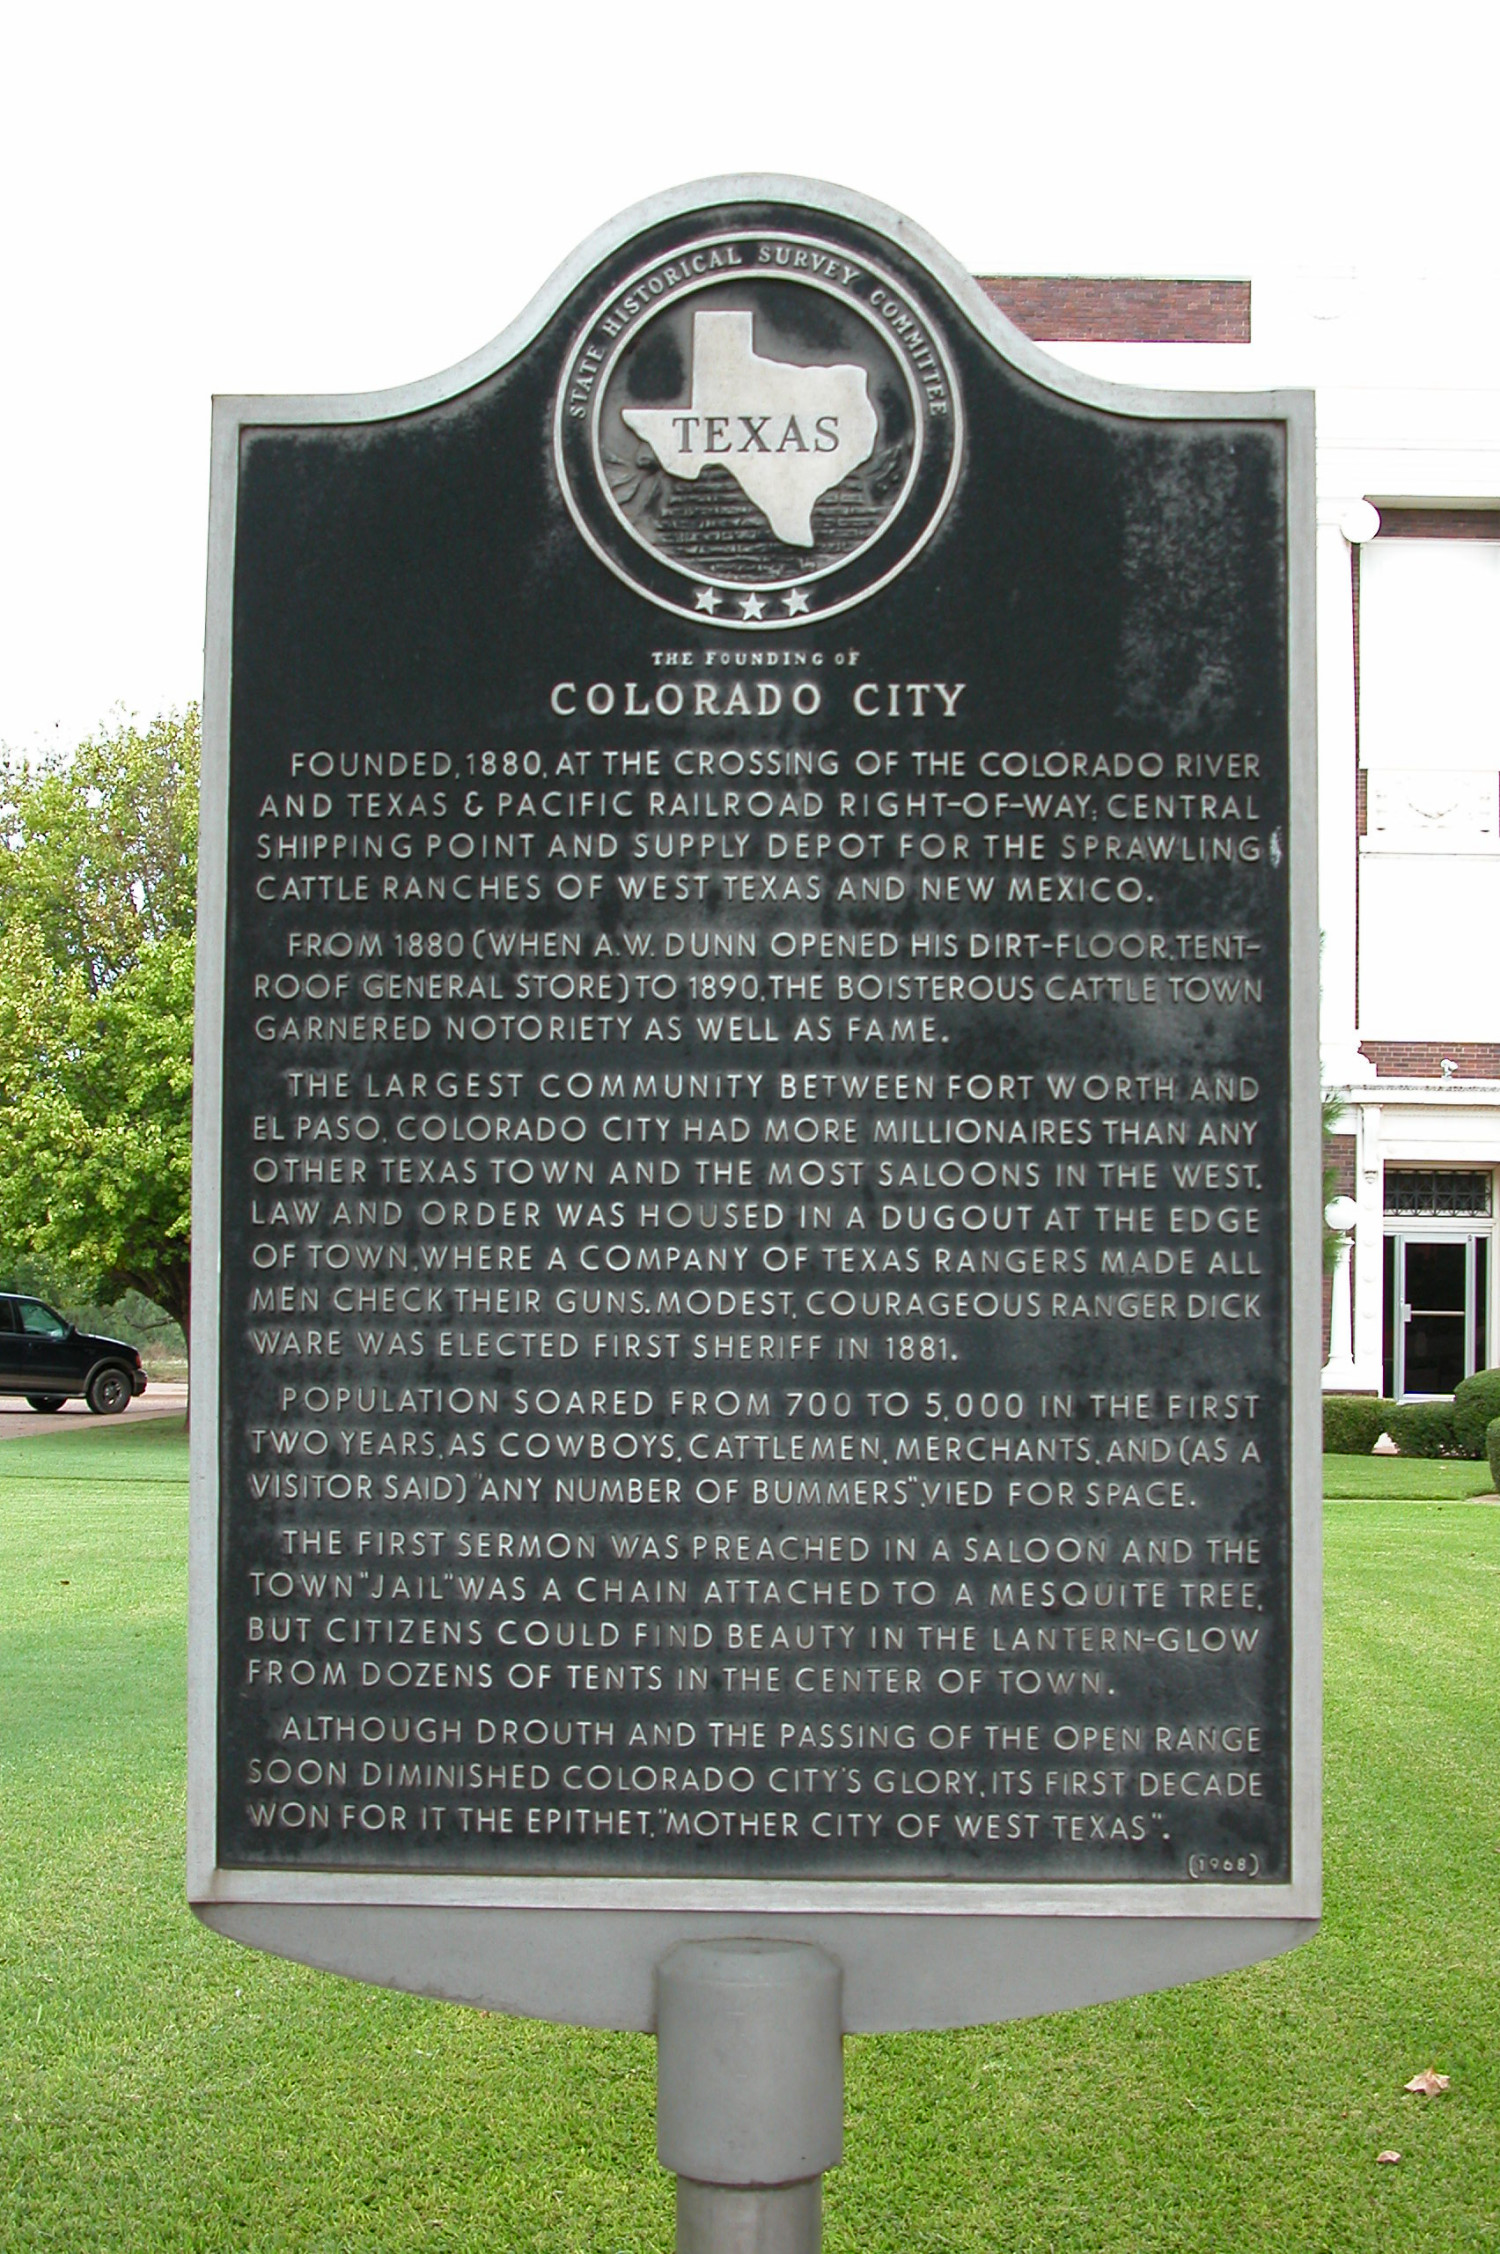 STATE HISTORICAL SURVEY COMMITTEE
TEXAS
THE FOUNDING OF
COLORADO CITY
FOUNDED, 1880, AT THE CROSSING OF THE COLORADO RIVER
AND TEXAS & PACIFIC RAILROAD RIGHT-OF-WAY; CENTRAL
SHIPPING POINT AND SUPPLY DEPOT FOR THE SPRAWLING
CATTLE RANCHES OF WEST TEXAS AND NEW MEXICO.
FROM 1880 (WHEN A.W. DUNN OPENED HIS DIRT-FLOOR, TENT-
ROOF GENERAL STORE) TO 1890, THE BOISTEROUS CATTLE TOWN
GARNERED NOTORIETY AS WELL AS FAME.
THE LARGEST COMMUNITY BETWEEN FORT WORTH AND
EL PASO, COLORADO CITY HAD MORE MILLIONAIRES THAN ANY
OTHER TEXAS TOWN AND THE MOST SALOONS IN THE WEST.
LAW AND ORDER WAS HOUSED IN A DUGOUT AT THE EDGE
OF TOWN, WHERE A COMPANY OF TEXAS RANGERS MADE ALL
MEN CHECK THEIR GUNS. MODEST, COURAGEOUS RANGER DICK
WARE WAS ELECTED FIRST SHERIFF IN 1881.
POPULATION SOARED FROM 700 TO 5,000 IN THE FIRST
TWO YEARS, AS COWBOYS, CATTLEMEN, MERCHANTS, AND (AS A
VISITOR SAID) "ANY NUMBER OF BUMMERS", VIED FOR SPACE.
THE FIRST SERMON WAS PREACHED IN A SALOON AND THE
TOWN "JAIL" WAS A CHAIN ATTACHED TO A MESQUITE TREE,
BUT CITIZENS COULD FIND BEAUTY IN THE LANTERN-GLOW
FROM DOZENS OF TENTS IN THE CENTER OF TOWN.
ALTHOUGH DROUTH AND THE PASSING OF THE OPEN RANGE
SOON DIMINISHED COLORADO CITY'S GLORY, ITS FIRST DECADE
WON FOR IT THE EPITHET, "MOTHER CITY OF WEST TEXAS".
(1968)